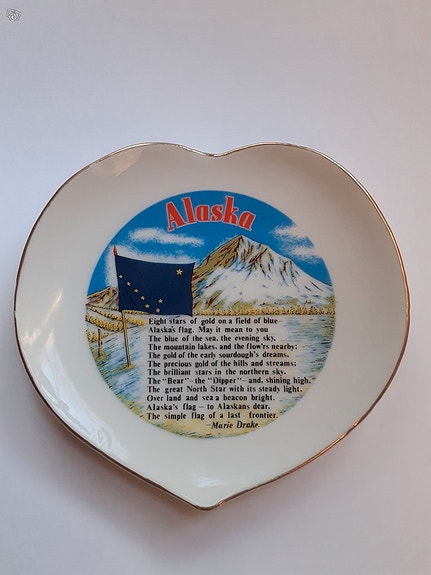 Alaska
Eight stars of gold on a field of blue-
Alaska's flag. May it mean to you
The blue of the sea, the evening sky,
The mountain lakes, and the flow'rs nearby;
The gold of the early sourdough's dreams,
The precious gold of the hills and streams;
The brilliant stars in the northern sky,
The "Bear"-the "Dipper"- and, shining high,
The great North Star with its steady light,
Over land and sea a beacon bright.
Alaska's flag - to Alaskans dear,
The simple flag of a last frontier.
-Marie Drake.